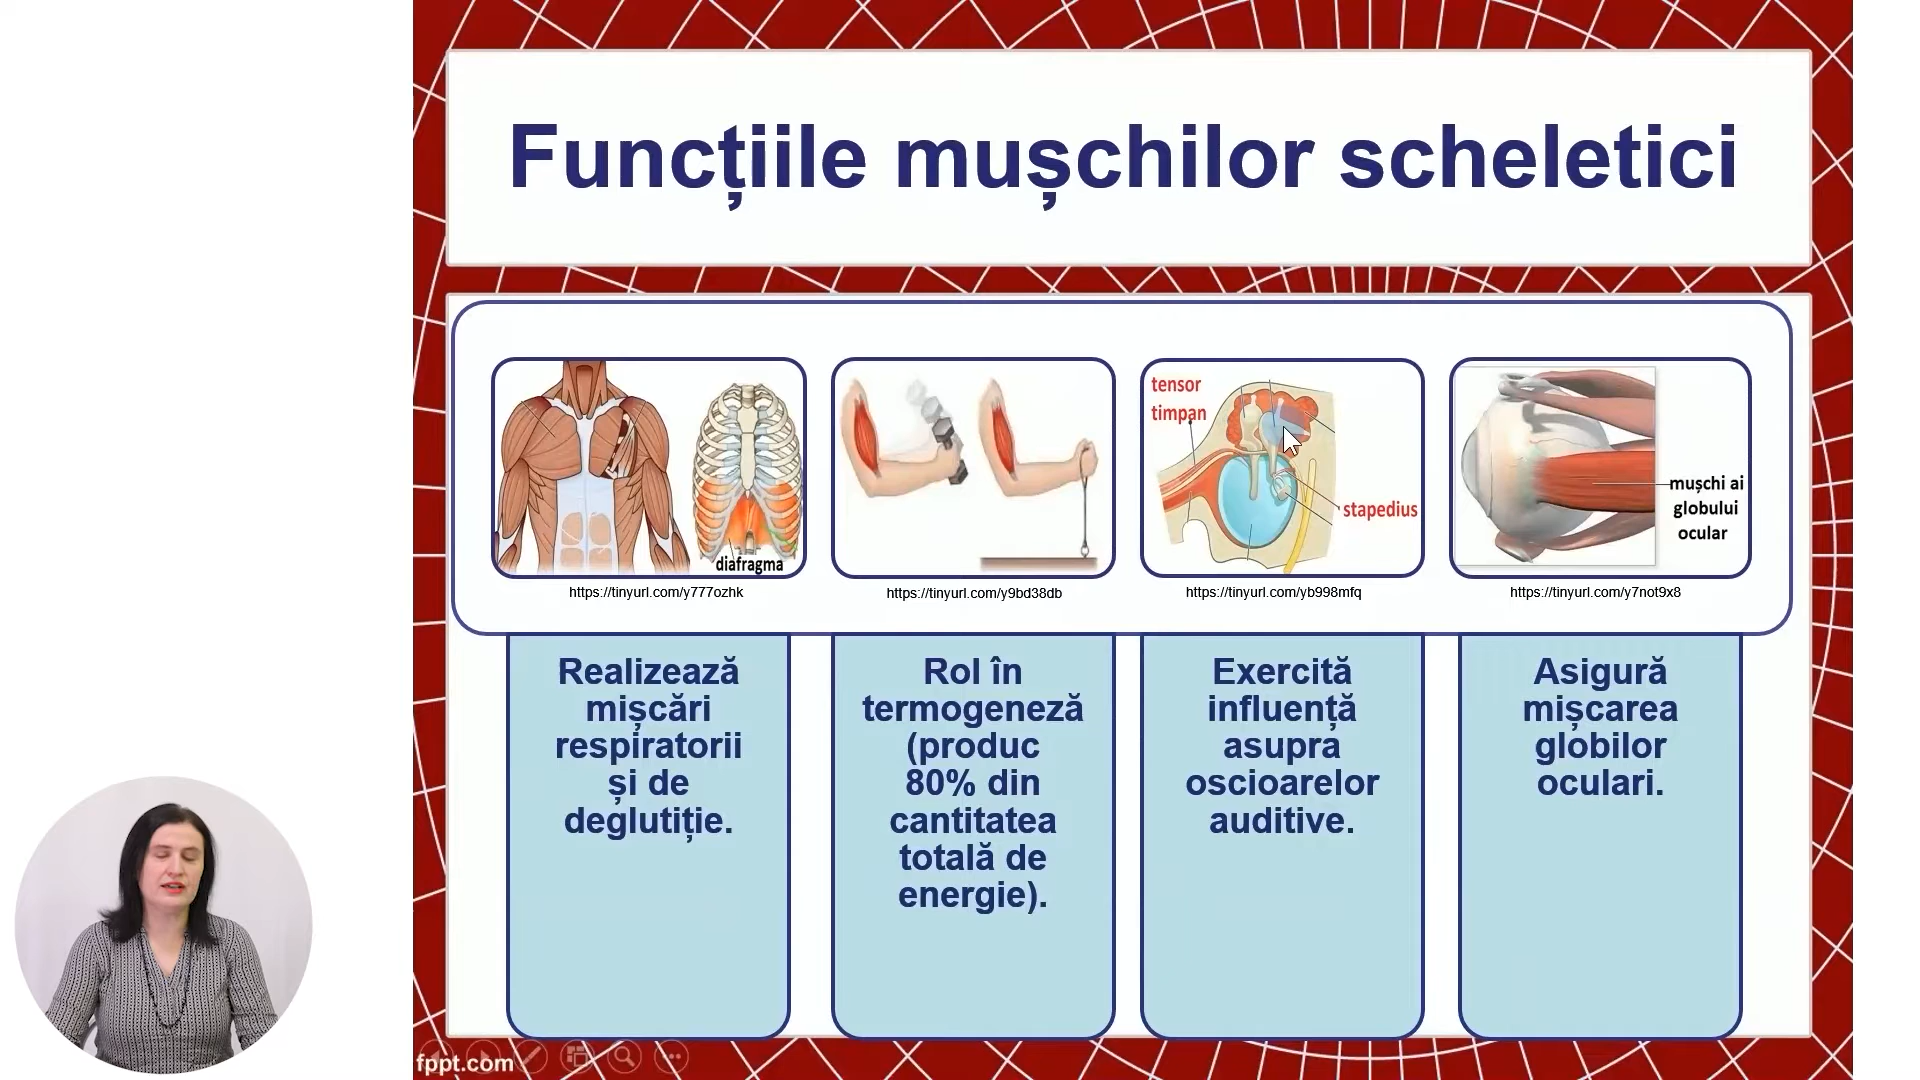 Funcțiile mușchilor scheletici
diafragma
https://tinyurl.com/y777ozhk
https://tinyurl.com/y9bd38db
tensor
timpan
stapedius
https://tinyurl.com/yb998mfq
mușchi ai
globului
ocular
https://tinyurl.com/y7not9x8
Realizează
mișcări
respiratorii
și de
deglutiție.
Rol în
termogeneză
(produc
80% din
cantitatea
totală de
energie).
Exercită
influență
asupra
oscioarelor
auditive.
Asigură
mișcarea
globilor
oculari.
fppt.com